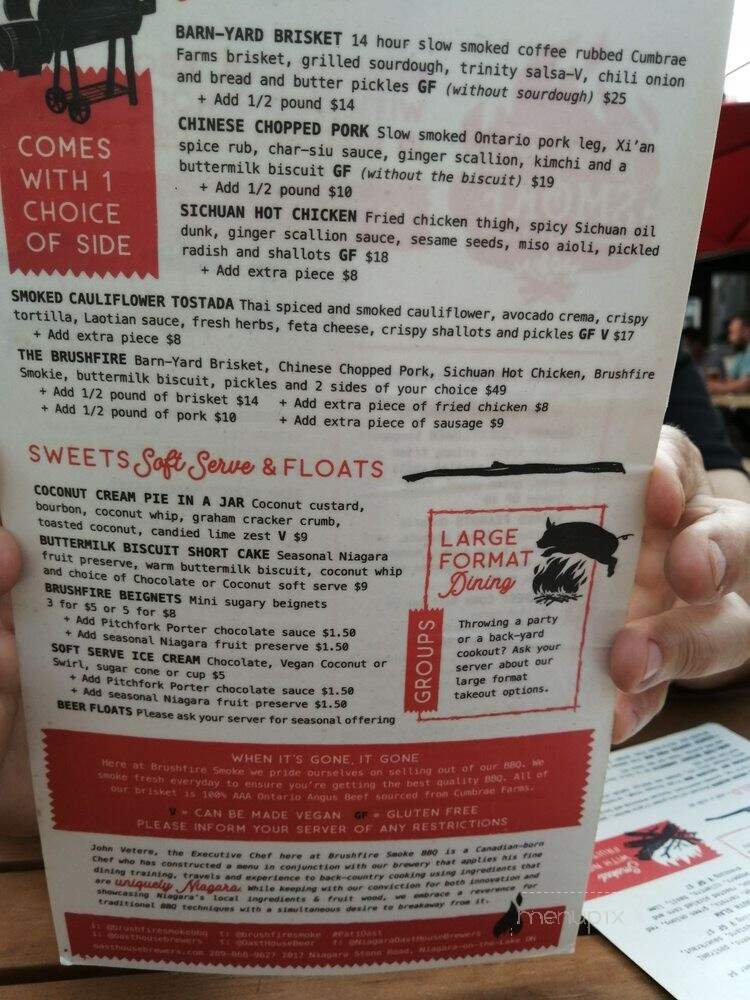 BARN-YARD BRISKET 14 hour slow smoked coffee rubbed Cumbrae
Farms brisket, grilled sourdough, trinity salsa-V, chili onion
and bread and butter pickles GF (without sourdough) $25
+ Add 1/2 pound $14
CHINESE CHOPPED PORK Slow smoked Ontario pork leg, Xi'an
spice rub, char-siu sauce, ginger scallion, kimchi and a
buttermilk biscuit GF (without the biscuit) $19
+ Add 1/2 pound $10
SICHUAN HOT CHICKEN Fried chicken thigh, spicy Sichuan oil
dunk, ginger scallion sauce, sesame seeds, miso aioli, pickled
radish and shallots GF $18
+ Add extra piece $8
COMES
WITH 1
CHOICE
OF SIDE
SMOKED CAULIFLOWER TOSTADA Thai spiced and smoked cauliflower, avocado crema, crispy
tortilla, Laotian sauce, fresh herbs, feta cheese, crispy shallots and pickles GF V $17
+ Add extra piece $8
THE BRUSHFIRE Barn-Yard Brisket, Chinese Chopped Pork, Sichuan Hot Chicken, Brushfire
Smokie, buttermilk biscuit, pickles and 2 sides of your choice $49
+ Add 1/2 pound of brisket $14 + Add extra piece of fried chicken $8
+ Add 1/2 pound of pork $10 + Add extra piece of sausage $9
SWEETS Soft Serve & FLOATS
COCONUT CREAM PIE IN A JAR Coconut custard,
bourbon, coconut whip, graham cracker crumb,
toasted coconut, candied lime zest V $9
BUTTERMILK BISCUIT SHORT CAKE Seasonal Niagara
fruit preserve, warm buttermilk biscuit, coconut whip
and choice of Chocolate or Coconut soft serve $9
BRUSHFIRE BEIGNETS Mini sugary beignets
3 for $5 or 5 for $8
+ Add Pitchfork Porter chocolate sauce $1.50
+ Add seasonal Niagara fruit preserve $1.50
SOFT SERVE ICE CREAM Chocolate, Vegan Coconut or
Swirl, sugar cone or cup $5
+ Add Pitchfork Porter chocolate sauce $1.50
+ Add seasonal Niagara fruit preserve $1.50
BEER FLOATS Please ask your server for seasonal offering
LARGE
FORMAT
Dining
GROUPS
Throwing a party
or a back-yard
cookout? Ask your
server about our
large format
takeout options.
WHEN IT'S GONE, IT GONE
Here at Brushfire Smoke we pride ourselves on selling out of our BBQ. We
smoke fresh everyday to ensure you're getting the best quality BBQ. All of
our brisket is 100% AAA Ontario Angus Beef sourced from Cumbrae Farms.
V = CAN BE MADE VEGAN GF = GLUTEN FREE
PLEASE INFORM YOUR SERVER OF ANY RESTRICTIONS
John Vetere, the Executive Chef here at Brushfire Smoke BBQ is a Canadian-born
Chef who has constructed a menu in conjunction with our brewery that applies his fine
dining training, travels and experience to back-country cooking using ingredients that
are uniquely Niagara. While keeping with our conviction for both innovation and
showcasing Niagara's local ingredients & fruit wood, we embrace a reverence for
traditional BBQ techniques with a simultaneous desire to breakaway from it.
i: @brushfiresmokebbq t: @brushfiresmoke #EatiOast
i: @oasthousebrewers t: @OastHouseBeer f: @NiagaraOastHouseBrewers
oasthousebrewers.com 289-868-9627 2017 Niagara Stone Road, Niagara-on-the-Lake ON
menupix
Smoked